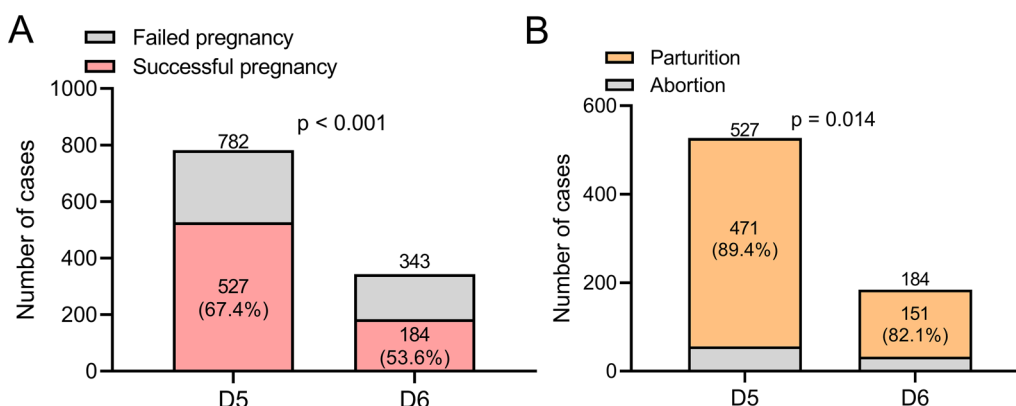 A
Failed pregnancy
Successful pregnancy
Number of cases
1000
800
600
400
200
0
p < 0.001
782
527
(67.4%)
343
184
(53.6%)
D5
D6
B
Parturition
Abortion
Number of cases
600
400
200
0
p = 0.014
527
471
(89.4%)
184
151
(82.1%)
D5
D6